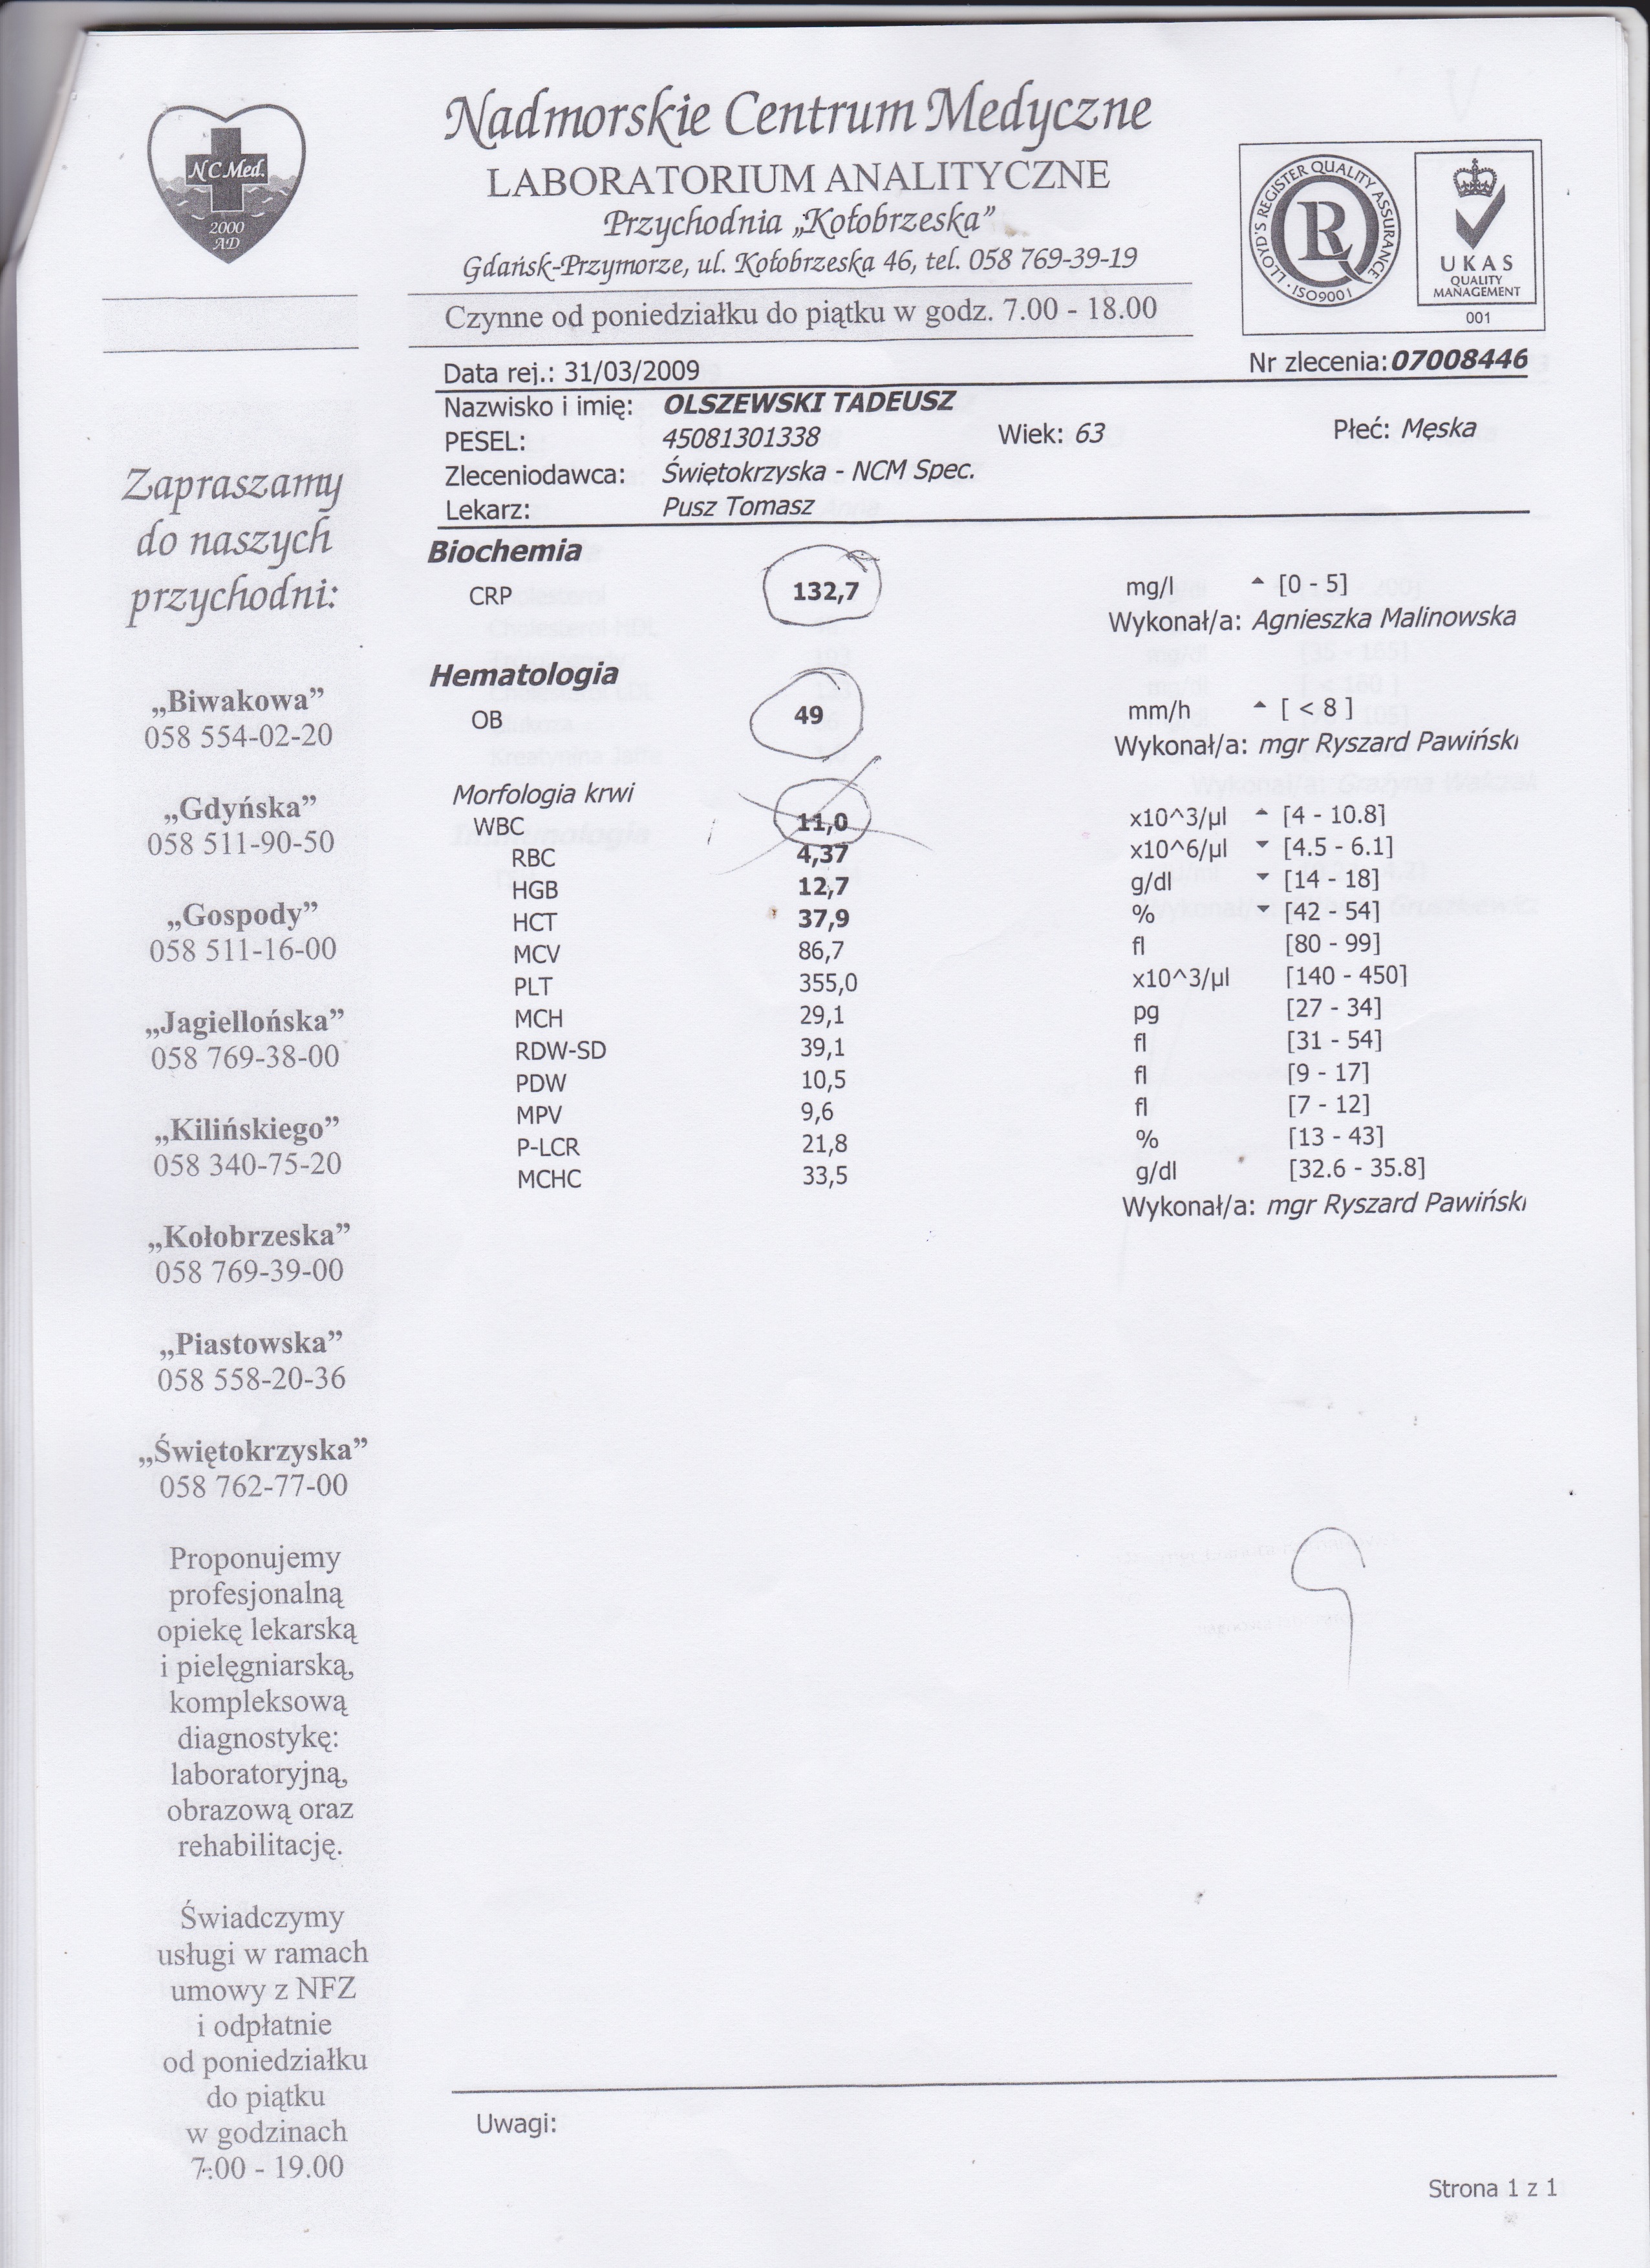 NC Med.
2000
AD
Nadmorskie Centrum Medyczne
LABORATORIUM ANALITYCZNE
Przychodnia „Kołobrzeska”
Gdańsk-Przymorze, ul. Kołobrzeska 46, tel. 058 769-39-19
Czynne od poniedziałku do piątku w godz. 7.00 - 18.00
LLOYD'S REGISTER QUALITY ASSURANCE · ISO9001 ·
LRQ
UKAS
QUALITY
MANAGEMENT
001
Data rej.: 31/03/2009 Nr zlecenia: 07008446
Nazwisko i imię: OLSZEWSKI TADEUSZ
PESEL: 45081301338 Wiek: 63 Płeć: Męska
Zleceniodawca: Świętokrzyska - NCM Spec.
Lekarz: Pusz Tomasz
Biochemia
CRP 132,7 mg/l [0 - 5]
Wykonał/a: Agnieszka Malinowska
Hematologia
OB 49 mm/h [ < 8 ]
Wykonał/a: mgr Ryszard Pawiński
Morfologia krwi
WBC 11,0 x10^3/µl [4 - 10.8]
RBC 4,37 x10^6/µl [4.5 - 6.1]
HGB 12,7 g/dl [14 - 18]
HCT 37,9 % [42 - 54]
MCV 86,7 fl [80 - 99]
PLT 355,0 x10^3/µl [140 - 450]
MCH 29,1 pg [27 - 34]
RDW-SD 39,1 fl [31 - 54]
PDW 10,5 fl [9 - 17]
MPV 9,6 fl [7 - 12]
P-LCR 21,8 % [13 - 43]
MCHC 33,5 g/dl [32.6 - 35.8]
Wykonał/a: mgr Ryszard Pawiński
Zapraszamy
do naszych
przychodni:
„Biwakowa”
058 554-02-20
„Gdyńska”
058 511-90-50
„Gospody”
058 511-16-00
„Jagiellońska”
058 769-38-00
„Kilińskiego”
058 340-75-20
„Kołobrzeska”
058 769-39-00
„Piastowska”
058 558-20-36
„Świętokrzyska”
058 762-77-00
Proponujemy
profesjonalną
opiekę lekarską
i pielęgniarską,
kompleksową
diagnostykę:
laboratoryjną,
obrazową oraz
rehabilitację.
Świadczymy
usługi w ramach
umowy z NFZ
i odpłatnie
od poniedziałku
do piątku
w godzinach
7:00 - 19.00
Uwagi:
Strona 1 z 1